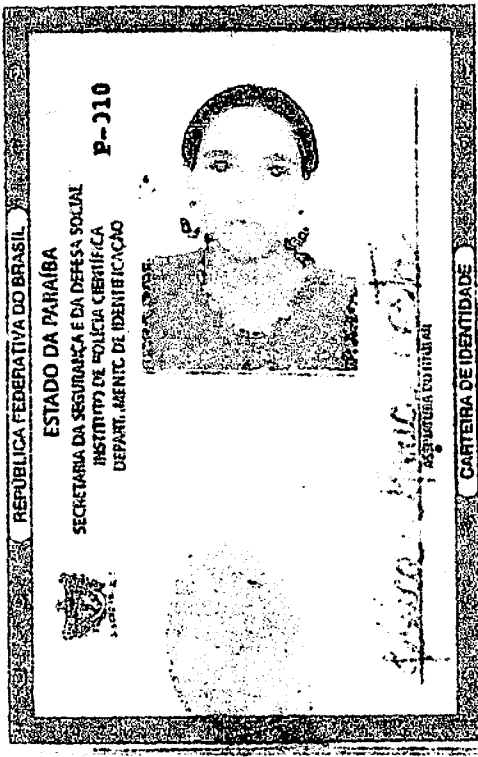 REPÚBLICA FEDERATIVA DO BRASIL
ESTADO DA PARAÍBA
SECRETARIA DA SEGURANÇA E DA DEFESA SOCIAL
INSTITUTO DE POLÍCIA CIENTÍFICA
DEPARTAMENTO DE IDENTIFICAÇÃO
P-010
ASSINATURA DO TITULAR
CARTEIRA DE IDENTIDADE